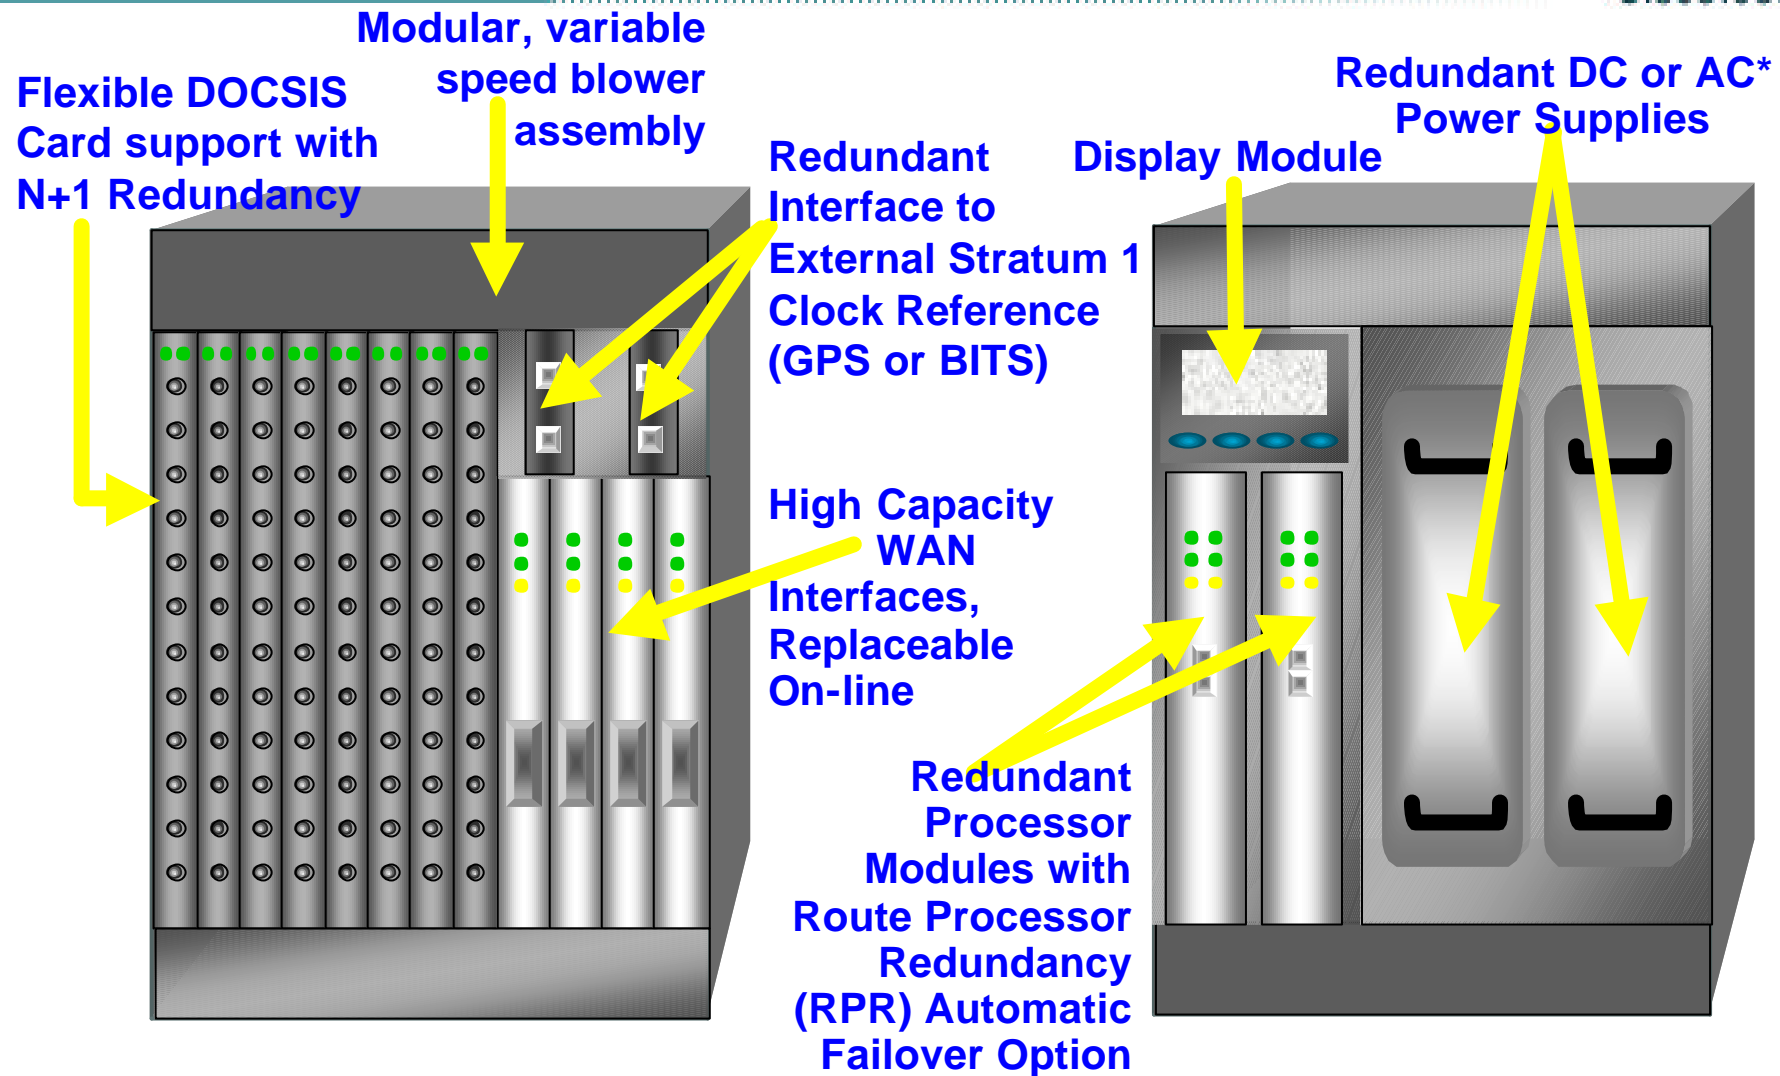 Modular, variable
speed blower
assembly
Flexible DOCSIS
Card support with
N+1 Redundancy
Redundant
Interface to
External Stratum 1
Clock Reference
(GPS or BITS)
Display Module
Redundant DC or AC*
Power Supplies
High Capacity
WAN
Interfaces,
Replaceable
On-line
Redundant
Processor
Modules with
Route Processor
Redundancy
(RPR) Automatic
Failover Option